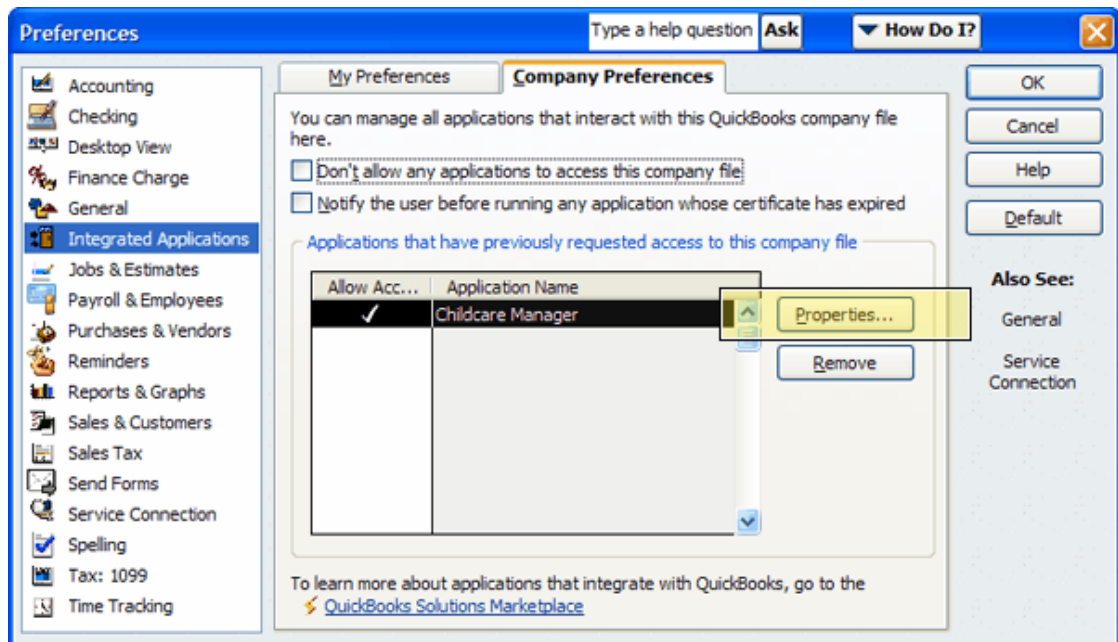 Preferences
Type a help question Ask
How Do I?
Accounting
Checking
Desktop View
Finance Charge
General
Integrated Applications
Jobs & Estimates
Payroll & Employees
Purchases & Vendors
Reminders
Reports & Graphs
Sales & Customers
Sales Tax
Send Forms
Service Connection
Spelling
Tax: 1099
Time Tracking
My Preferences
Company Preferences
You can manage all applications that interact with this QuickBooks company file
here.
Don't allow any applications to access this company file
Notify the user before running any application whose certificate has expired
Applications that have previously requested access to this company file
Allow Acc... Application Name
Childcare Manager
Properties...
Remove
To learn more about applications that integrate with QuickBooks, go to the
QuickBooks Solutions Marketplace
OK
Cancel
Help
Default
Also See:
General
Service
Connection